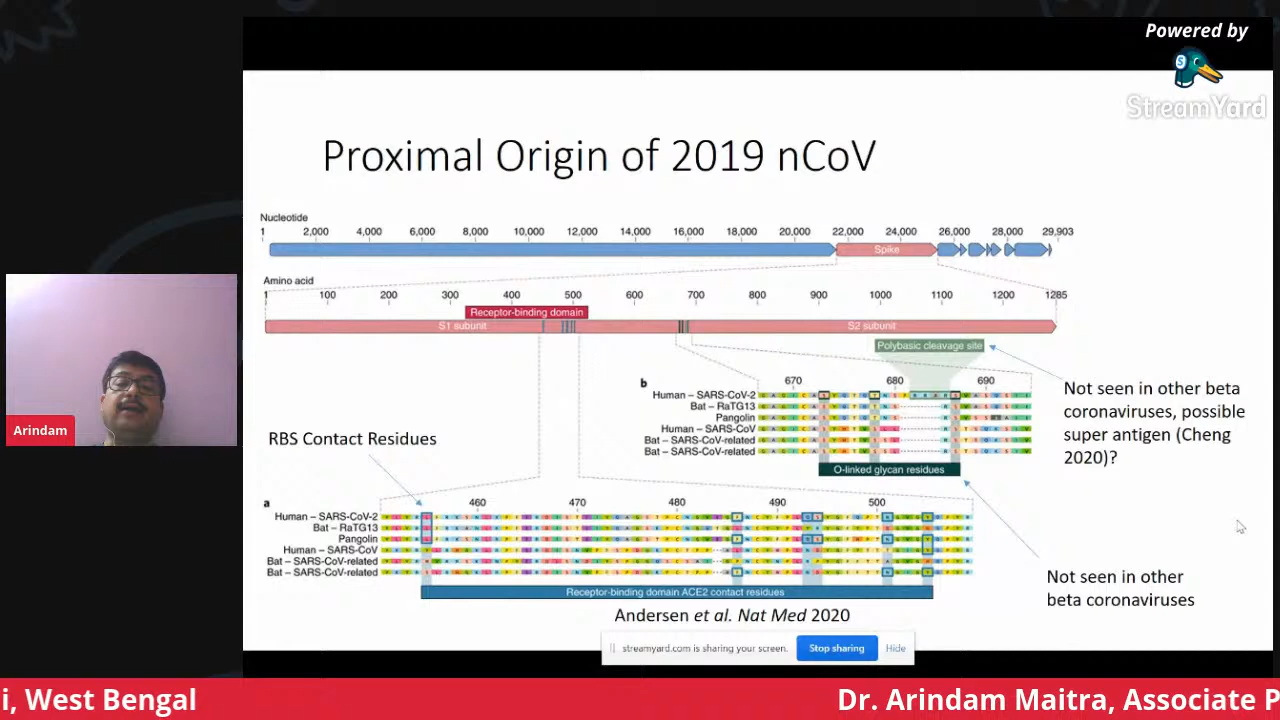 Powered by
StreamYard
Proximal Origin of 2019 nCoV
Nucleotide
1 2,000 4,000 6,000 8,000 10,000 12,000 14,000 16,000 18,000 20,000 22,000 24,000 26,000 28,000 29,903
Spike
Amino acid
1 100 200 300 400 500 600 700 800 900 1000 1100 1200 1285
Receptor-binding domain
S1 subunit S2 subunit
Polybasic cleavage site
b 670 680 690
Human – SARS-CoV-2
Bat – RaTG13
Pangolin
Human – SARS-CoV
Bat – SARS-CoV-related
Bat – SARS-CoV-related
O-linked glycan residues
Not seen in other beta
coronaviruses, possible
super antigen (Cheng
2020)?
Arindam
RBS Contact Residues
a 460 470 480 490 500
Human – SARS-CoV-2
Bat – RaTG13
Pangolin
Human – SARS-CoV
Bat – SARS-CoV-related
Bat – SARS-CoV-related
Receptor-binding domain ACE2 contact residues
Not seen in other
beta coronaviruses
Andersen et al. Nat Med 2020
streamyard.com is sharing your screen. Stop sharing Hide
i, West Bengal Dr. Arindam Maitra, Associate P